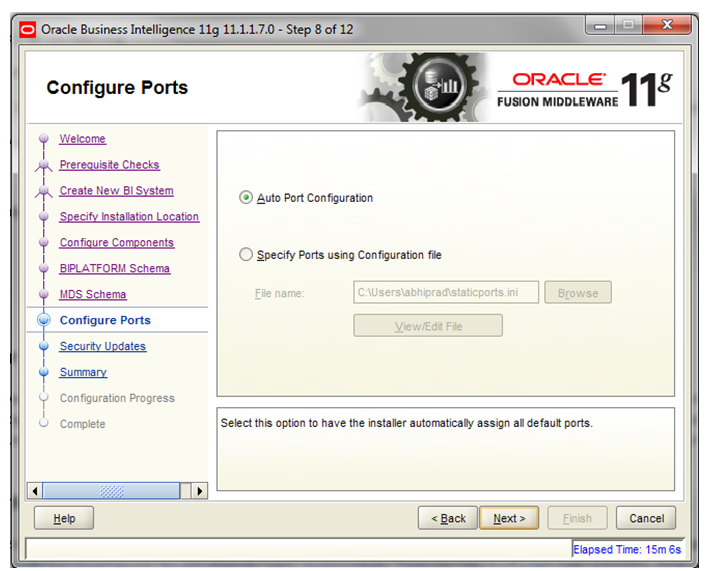 Oracle Business Intelligence 11g 11.1.1.7.0 - Step 8 of 12
Configure Ports
ORACLE
FUSION MIDDLEWARE
11g
Welcome
Prerequisite Checks
Create New BI System
Specify Installation Location
Configure Components
BIPLATFORM Schema
MDS Schema
Configure Ports
Security Updates
Summary
Configuration Progress
Complete
Auto Port Configuration
Specify Ports using Configuration file
File name: C:\Users\abhiprad\staticports.ini Browse
View/Edit File
Select this option to have the installer automatically assign all default ports.
Help < Back Next > Finish Cancel
Elapsed Time: 15m 6s